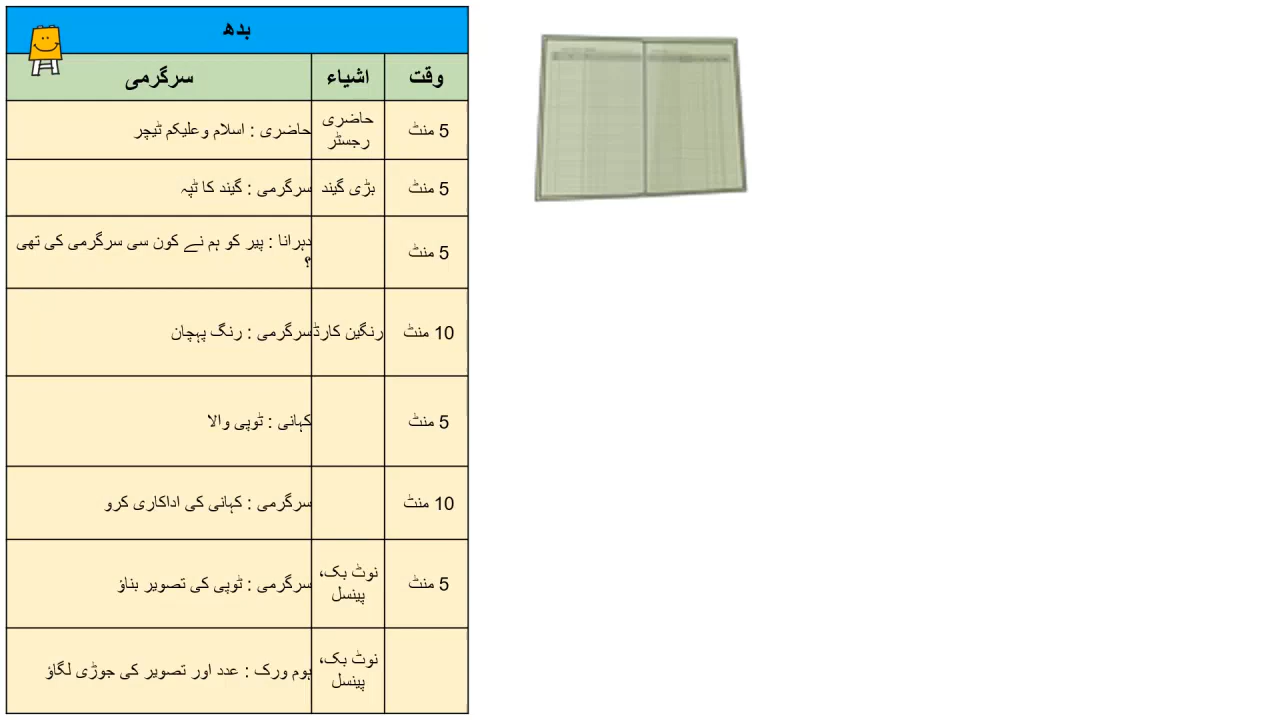 بدھ
وقت اشیاء سرگرمی
5 منٹ حاضری رجسٹر حاضری : اسلام وعلیکم ٹیچر
5 منٹ بڑی گیند سرگرمی : گیند کا ٹپہ
5 منٹ دہرانا : پیر کو ہم نے کون سی سرگرمی کی تھی
؟
10 منٹ رنگین کارڈ سرگرمی : رنگ پہچان
5 منٹ کہانی : ٹوپی والا
10 منٹ سرگرمی : کہانی کی اداکاری کرو
5 منٹ نوٹ بک، پینسل سرگرمی : ٹوپی کی تصویر بناؤ
نوٹ بک، پینسل ہوم ورک : عدد اور تصویر کی جوڑی لگاؤ